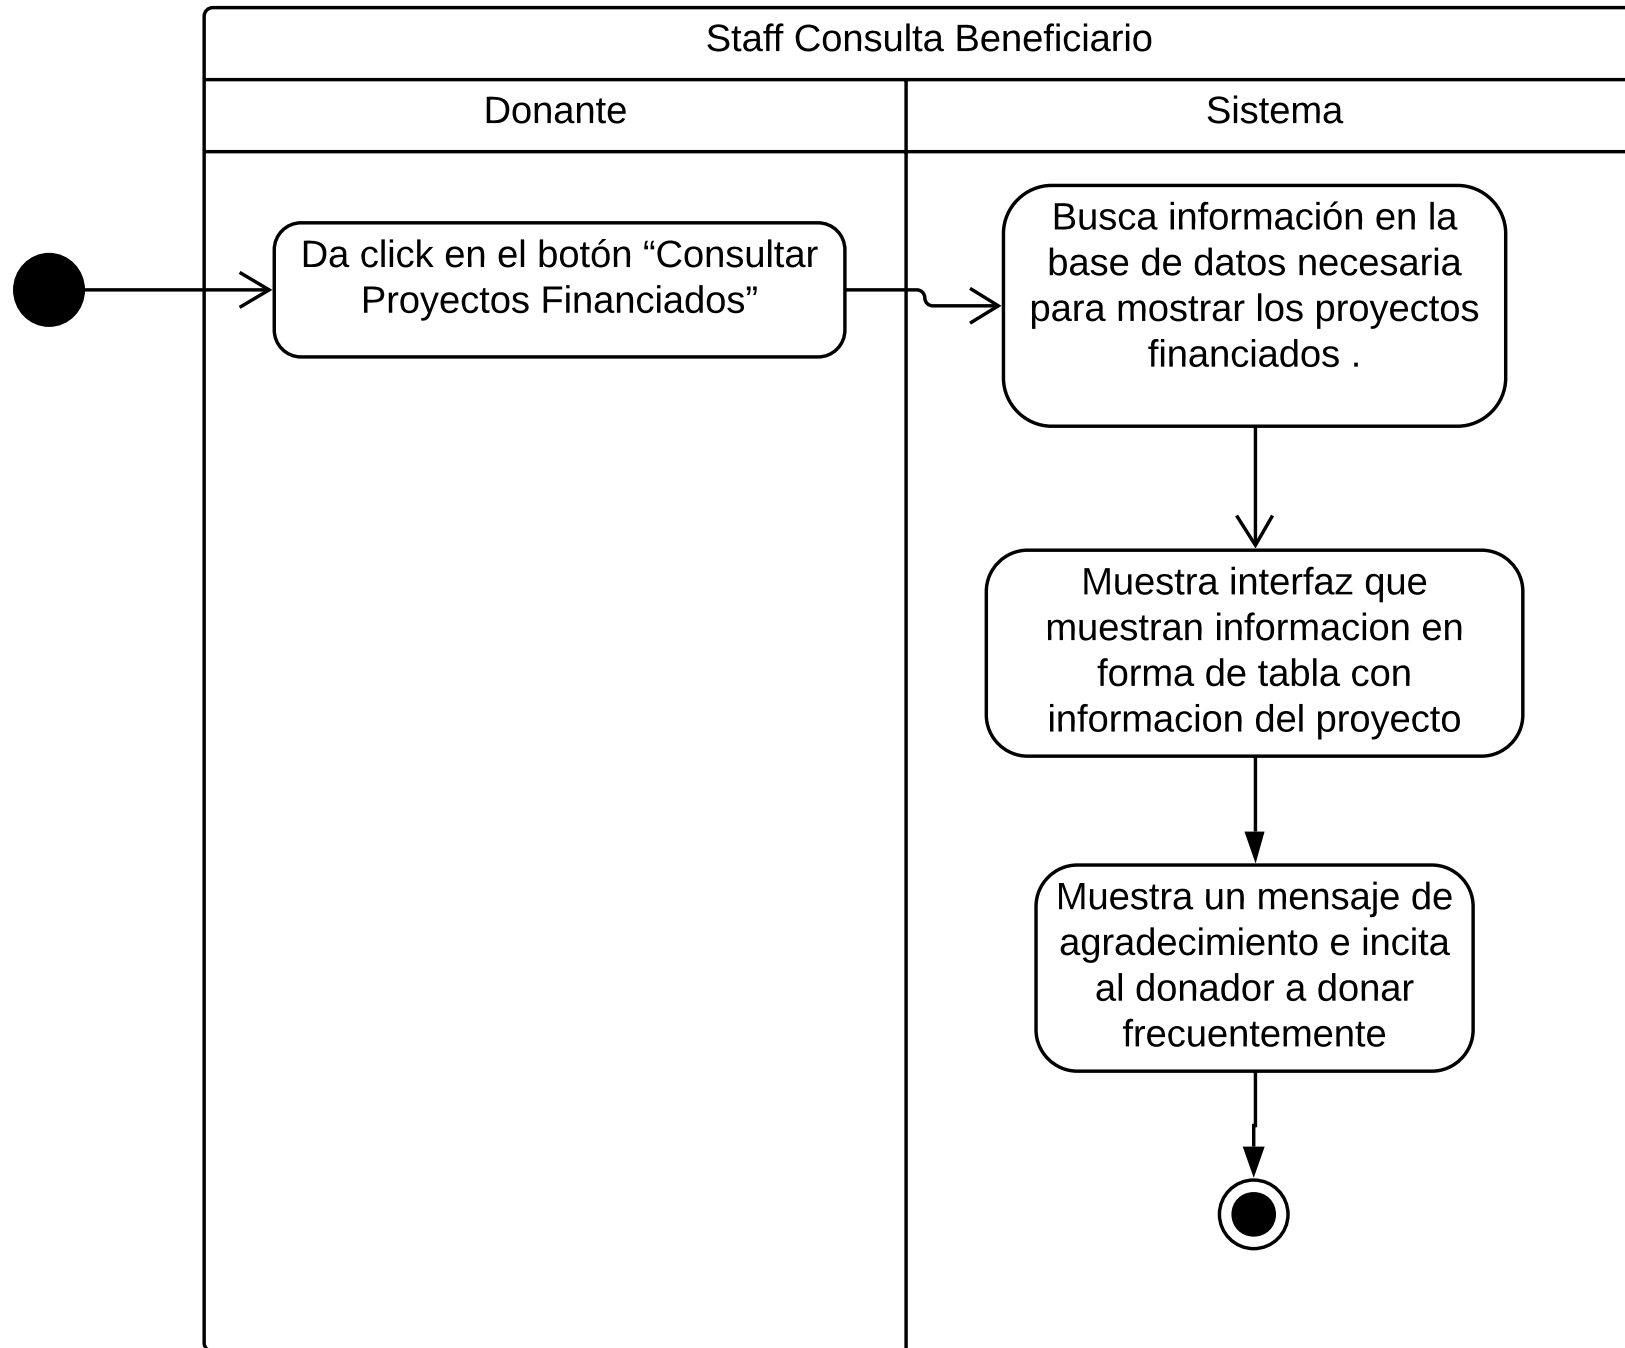 Staff Consulta Beneficiario
Donante
Sistema
Da click en el botón “Consultar
Proyectos Financiados”
Busca información en la
base de datos necesaria
para mostrar los proyectos
financiados .
Muestra interfaz que
muestran informacion en
forma de tabla con
informacion del proyecto
Muestra un mensaje de
agradecimiento e incita
al donador a donar
frecuentemente